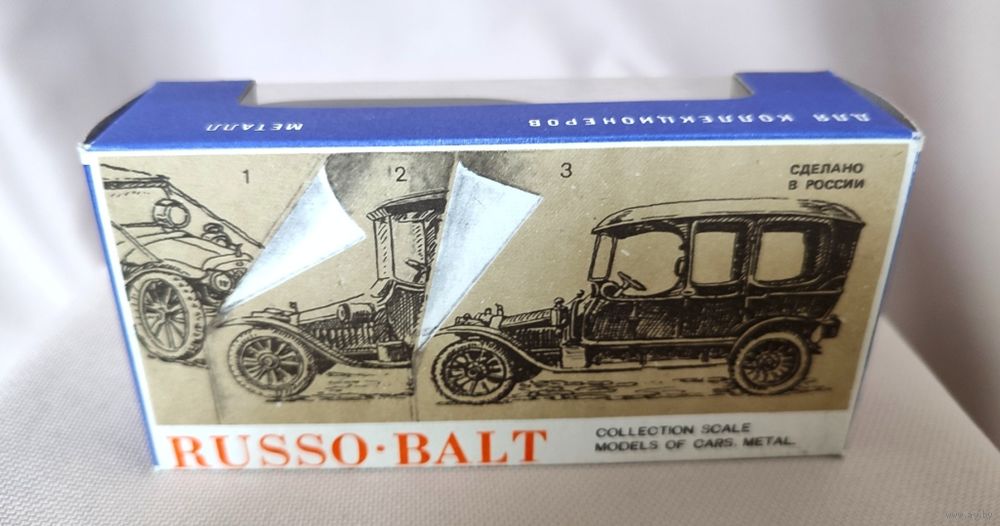 МЕТАЛЛ
ДЛЯ КОЛЛЕКЦИОНЕРОВ
1
2
3
СДЕЛАНО
В РОССИИ
RUSSO·BALT
COLLECTION SCALE
MODELS OF CARS. METAL.